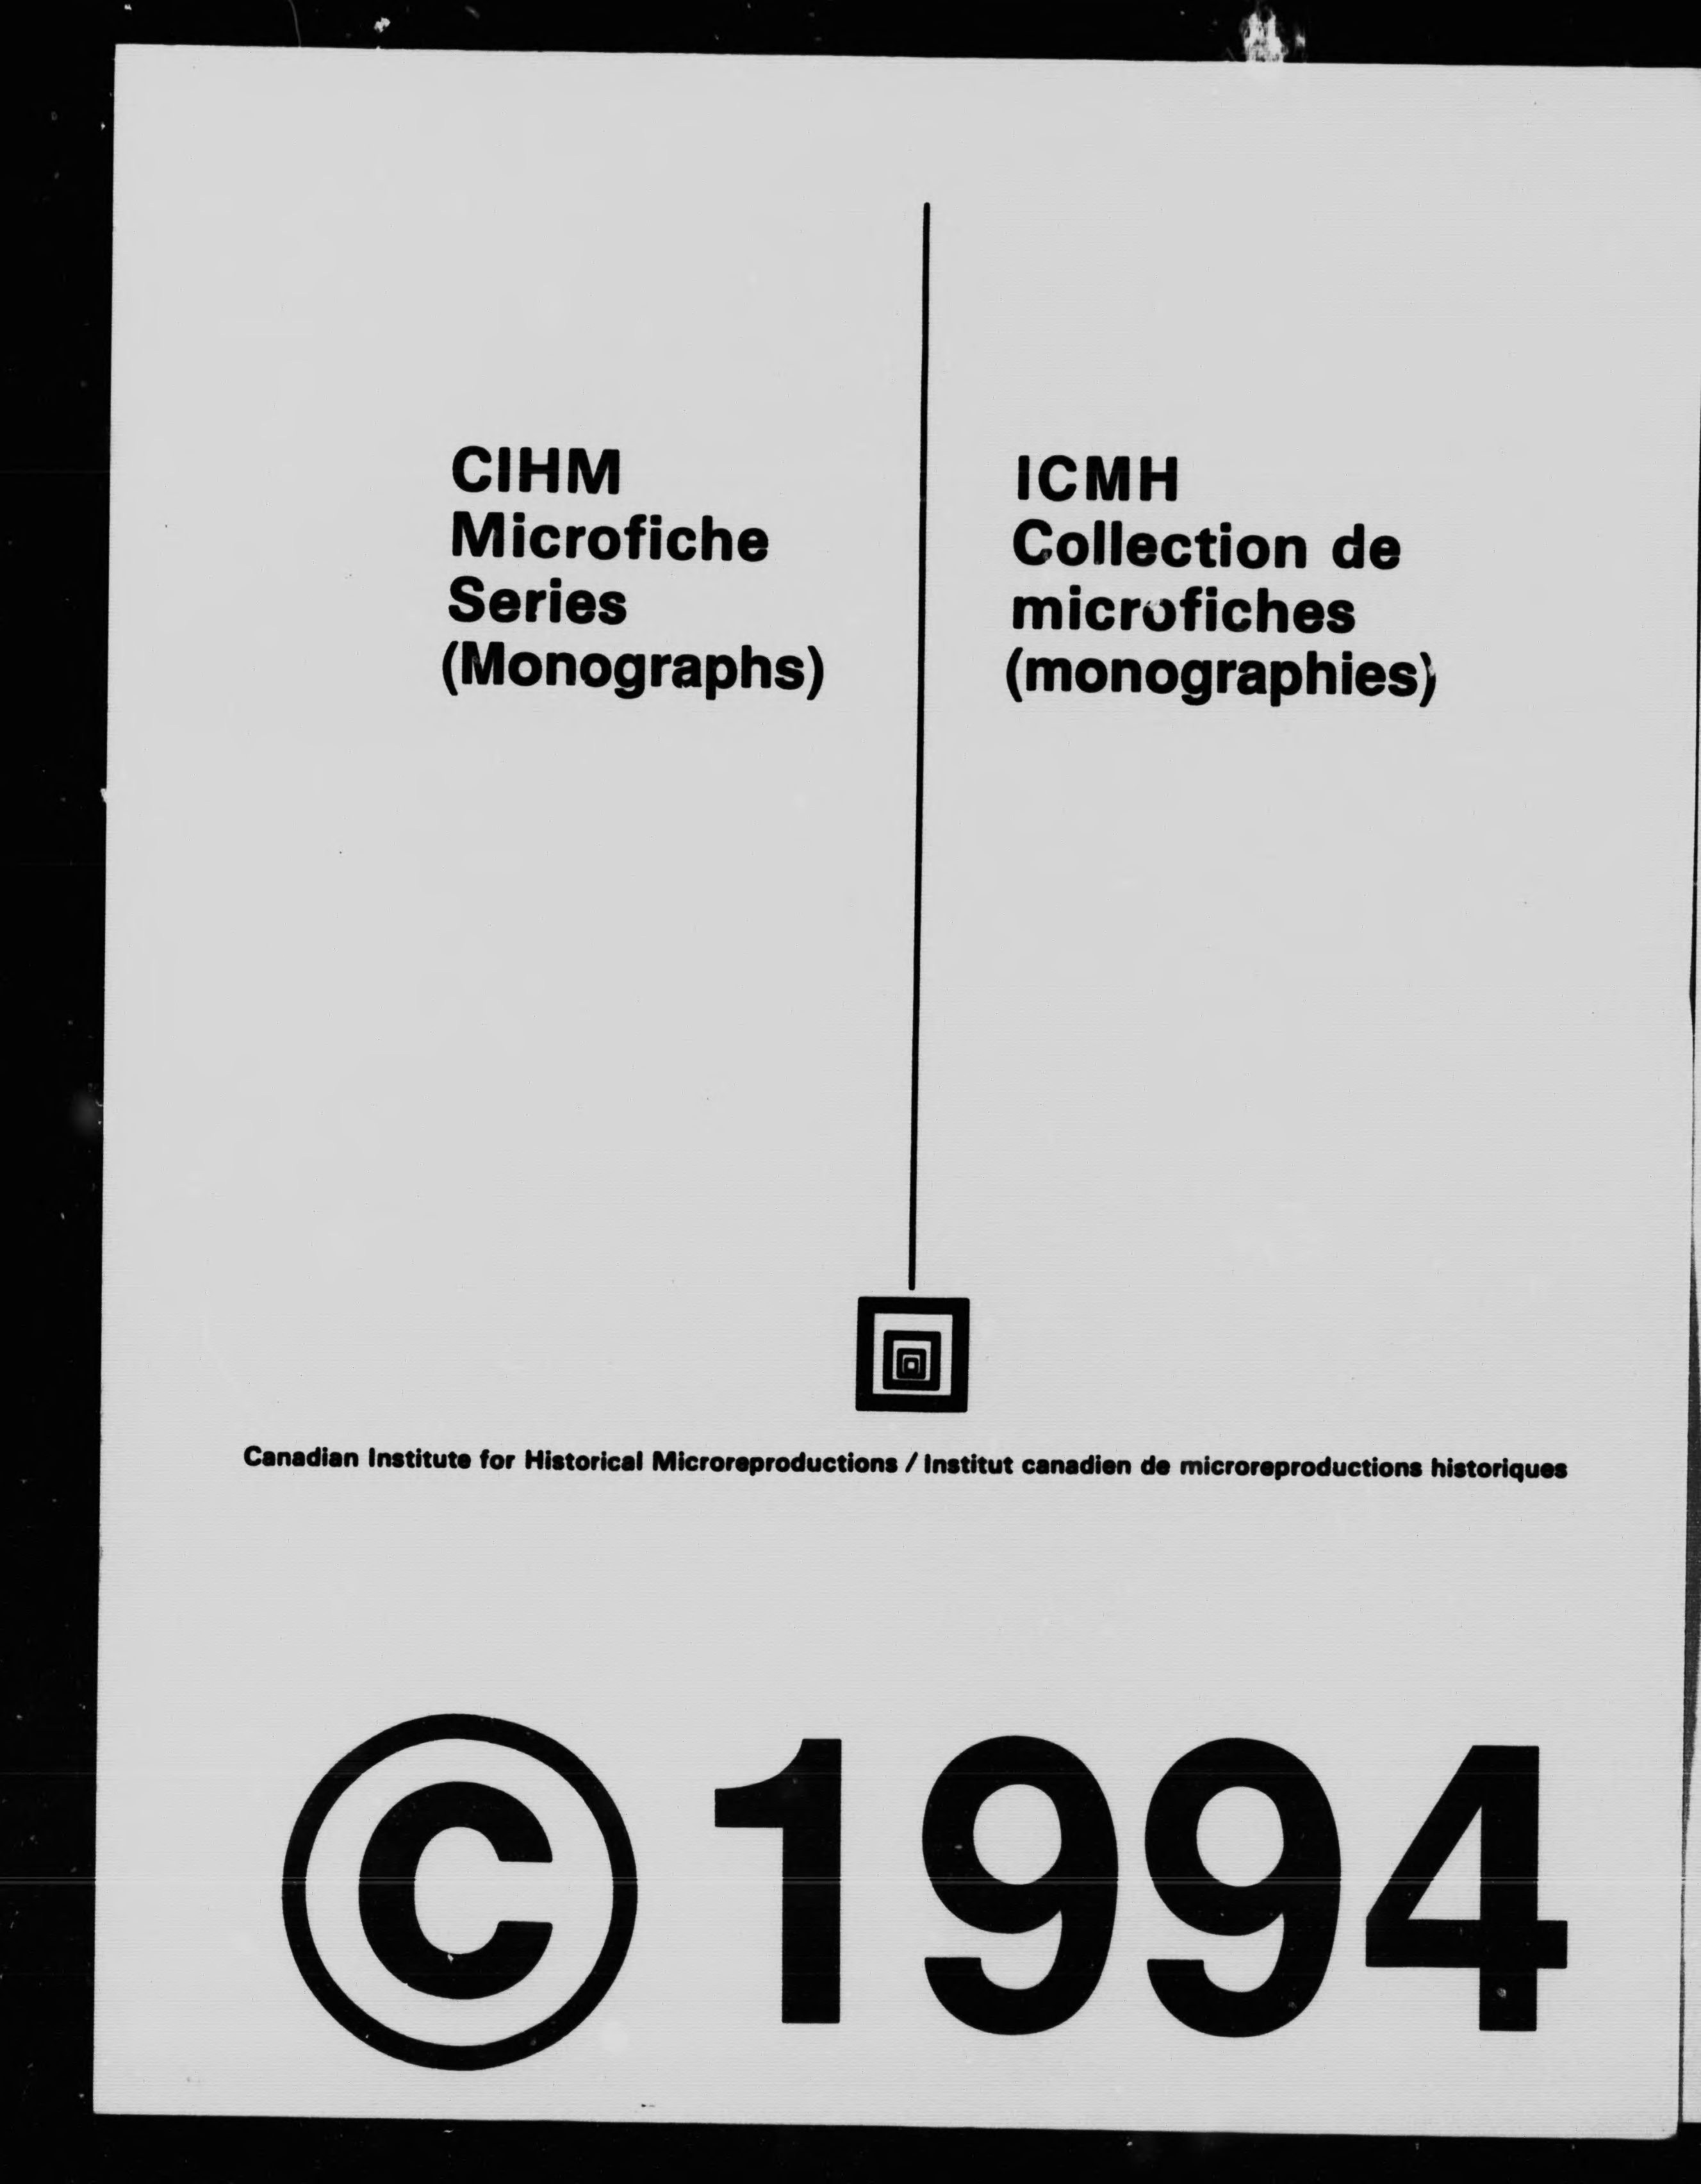 CIHM
Microfiche
Series
(Monographs)
ICMH
Collection de
microfiches
(monographies)
Canadian Institute for Historical Microreproductions / Institut canadien de microreproductions historiques
© 1994